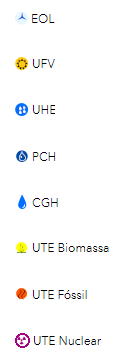 EOL
UFV
UHE
PCH
CGH
UTE Biomassa
UTE Fóssil
UTE Nuclear